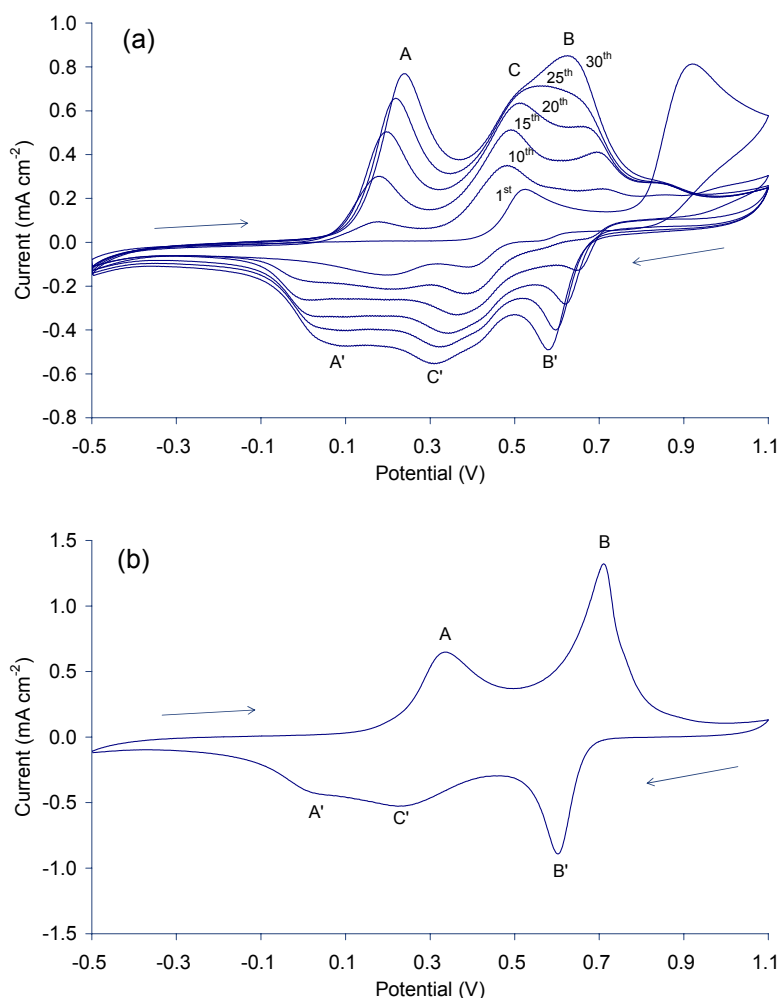 (a)
Current (mA cm-2)
1.0
0.8
0.6
0.4
0.2
0.0
-0.2
-0.4
-0.6
-0.8
A
B
C
30th
25th
20th
15th
10th
1st
A'
C'
B'
-0.5 -0.3 -0.1 0.1 0.3 0.5 0.7 0.9 1.1
Potential (V)
(b)
Current (mA cm-2)
1.5
1.0
0.5
0.0
-0.5
-1.0
-1.5
B
A
A'
C'
B'
-0.5 -0.3 -0.1 0.1 0.3 0.5 0.7 0.9 1.1
Potential (V)